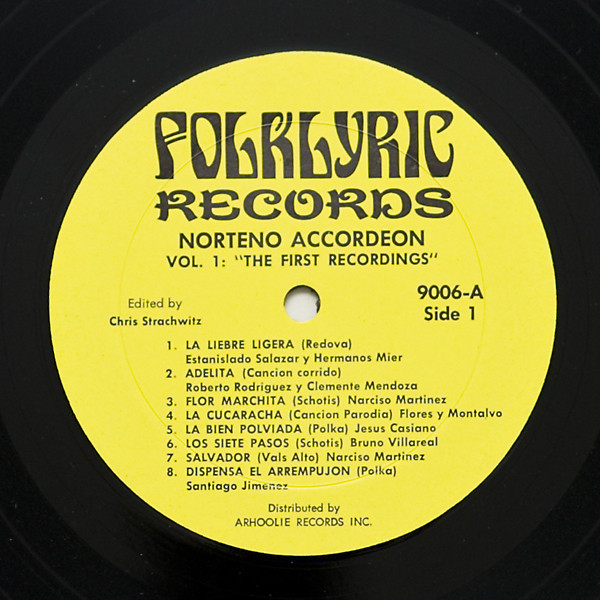 FOLKLYRIC
RECORDS
NORTENO ACCORDEON
VOL. 1: "THE FIRST RECORDINGS"
9006-A
Side 1
Edited by
Chris Strachwitz
1. LA LIEBRE LIGERA (Redova)
Estanislado Salazar y Hermanos Mier
2. ADELITA (Cancion corrido)
Roberto Rodriguez y Clemente Mendoza
3. FLOR MARCHITA (Schotis) Narciso Martinez
4. LA CUCARACHA (Cancion Parodia) Flores y Montalvo
5. LA BIEN POLVIADA (Polka) Jesus Casiano
6. LOS SIETE PASOS (Schotis) Bruno Villareal
7. SALVADOR (Vals Alto) Narciso Martinez
8. DISPENSA EL ARREMPUJON (Polka)
Santiago Jimenez
Distributed by
ARHOOLIE RECORDS INC.